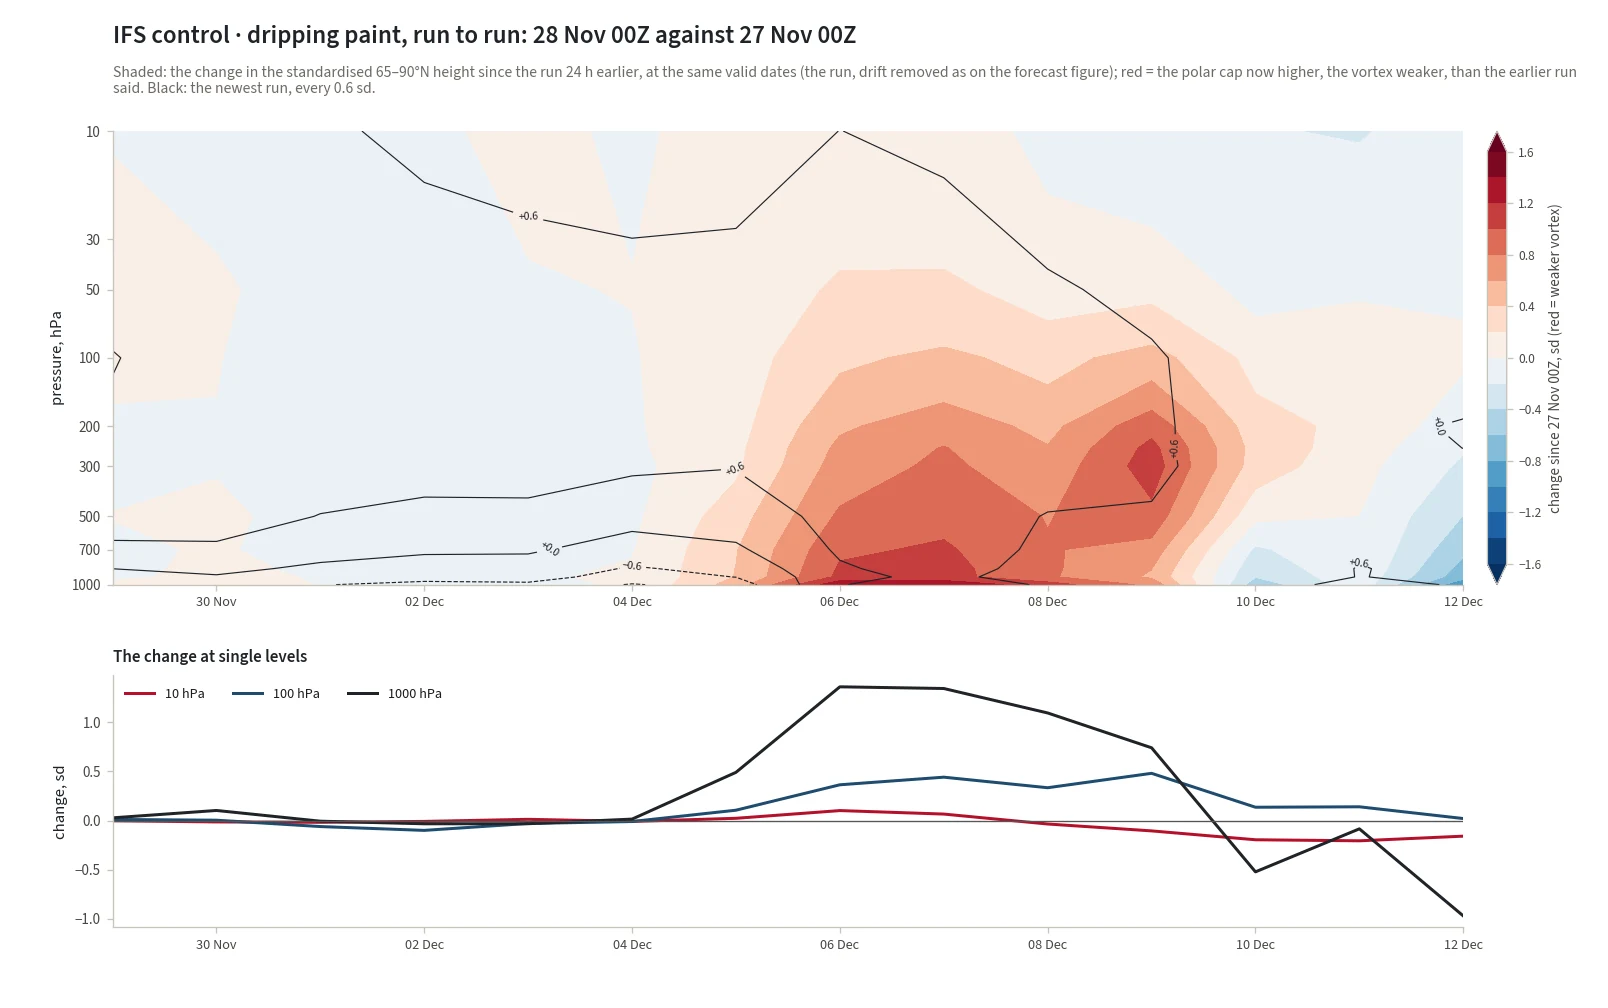 IFS control · dripping paint, run to run: 28 Nov 00Z against 27 Nov 00Z
Shaded: the change in the standardised 65–90°N height since the run 24 h earlier, at the same valid dates (the run, drift removed as on the forecast figure); red = the polar cap now higher, the vortex weaker, than the earlier run
said. Black: the newest run, every 0.6 sd.
pressure, hPa
10
30
50
100
200
300
500
700
1000
+0.6
+0.6
+0.6
+0.0
+0.0
−0.6
+0.6
30 Nov
02 Dec
04 Dec
06 Dec
08 Dec
10 Dec
12 Dec
1.6
1.2
0.8
0.4
0.0
−0.4
−0.8
−1.2
−1.6
change since 27 Nov 00Z, sd (red = weaker vortex)
The change at single levels
10 hPa
100 hPa
1000 hPa
change, sd
1.0
0.5
0.0
−0.5
−1.0
30 Nov
02 Dec
04 Dec
06 Dec
08 Dec
10 Dec
12 Dec